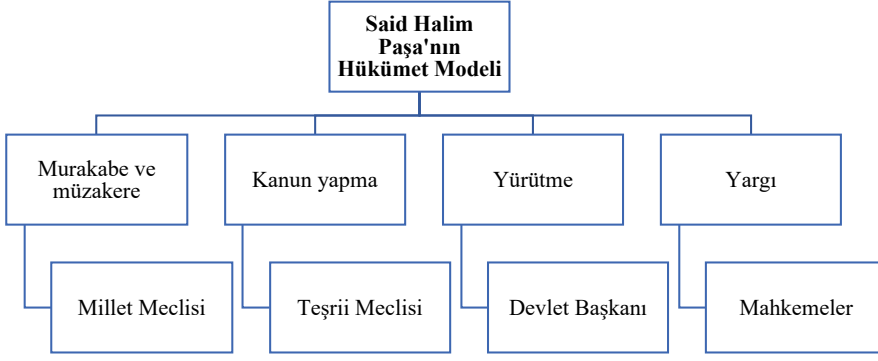 Said Halim
Paşa'nın
Hükümet Modeli
Murakabe ve
müzakere
Kanun yapma
Yürütme
Yargı
Millet Meclisi
Teşrii Meclisi
Devlet Başkanı
Mahkemeler